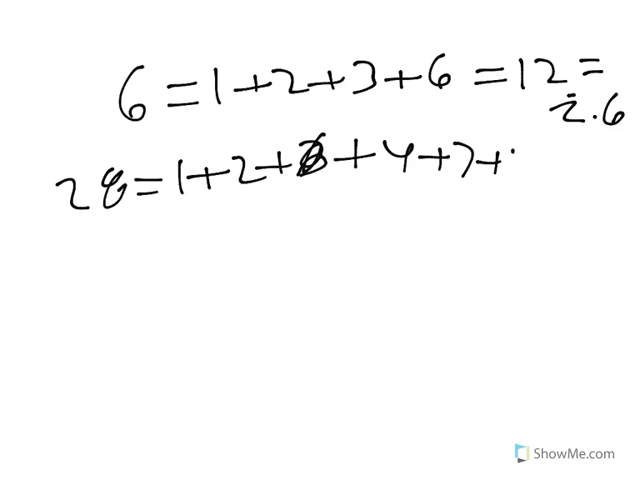 6 = 1 + 2 + 3 + 6 = 12 =
2 . 6
28 = 1 + 2 + + 4 + 7 +
ShowMe.com